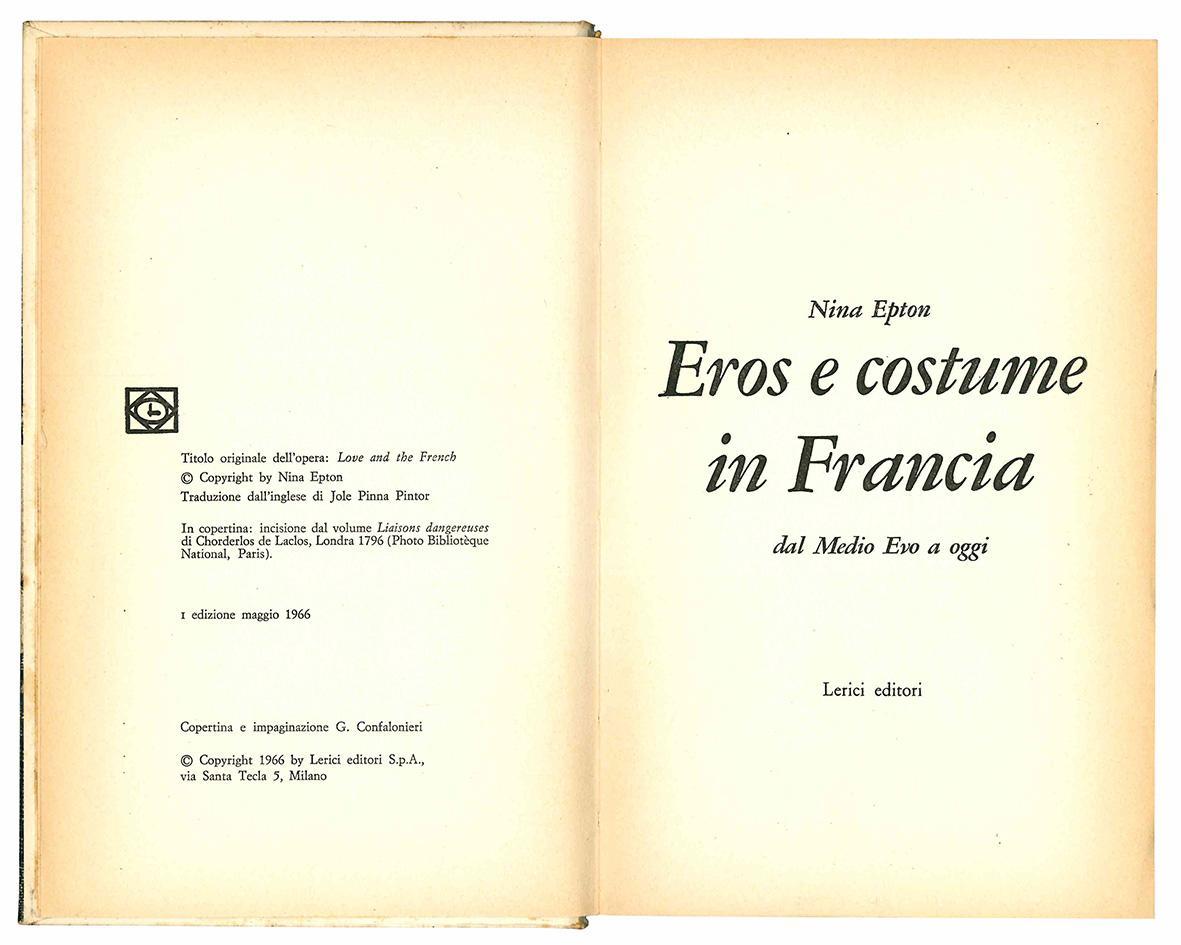 Titolo originale dell'opera: Love and the French
© Copyright by Nina Epton
Traduzione dall'inglese di Jole Pinna Pintor
In copertina: incisione dal volume Liaisons dangereuses
di Chorderlos de Laclos, Londra 1796 (Photo Bibliotèque
National, Paris).
1 edizione maggio 1966
Copertina e impaginazione G. Confalonieri
© Copyright 1966 by Lerici editori S.p.A.,
via Santa Tecla 5, Milano
Nina Epton
Eros e costume
in Francia
dal Medio Evo a oggi
Lerici editori